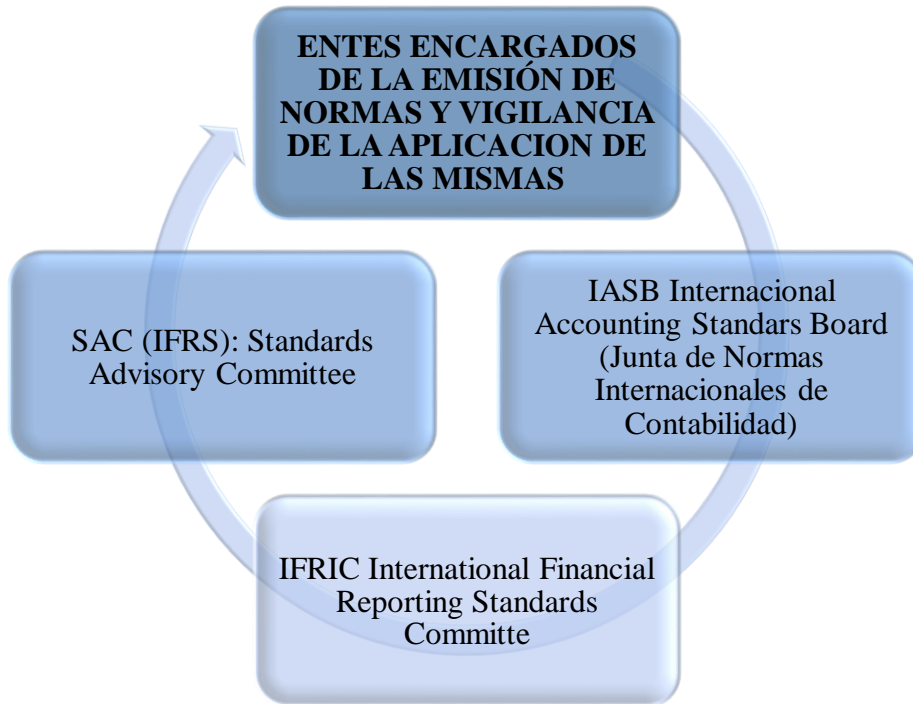 ENTES ENCARGADOS
DE LA EMISIÓN DE
NORMAS Y VIGILANCIA
DE LA APLICACION DE
LAS MISMAS
IASB Internacional
Accounting Standars Board
(Junta de Normas
Internacionales de
Contabilidad)
IFRIC International Financial
Reporting Standards
Committe
SAC (IFRS): Standards
Advisory Committee